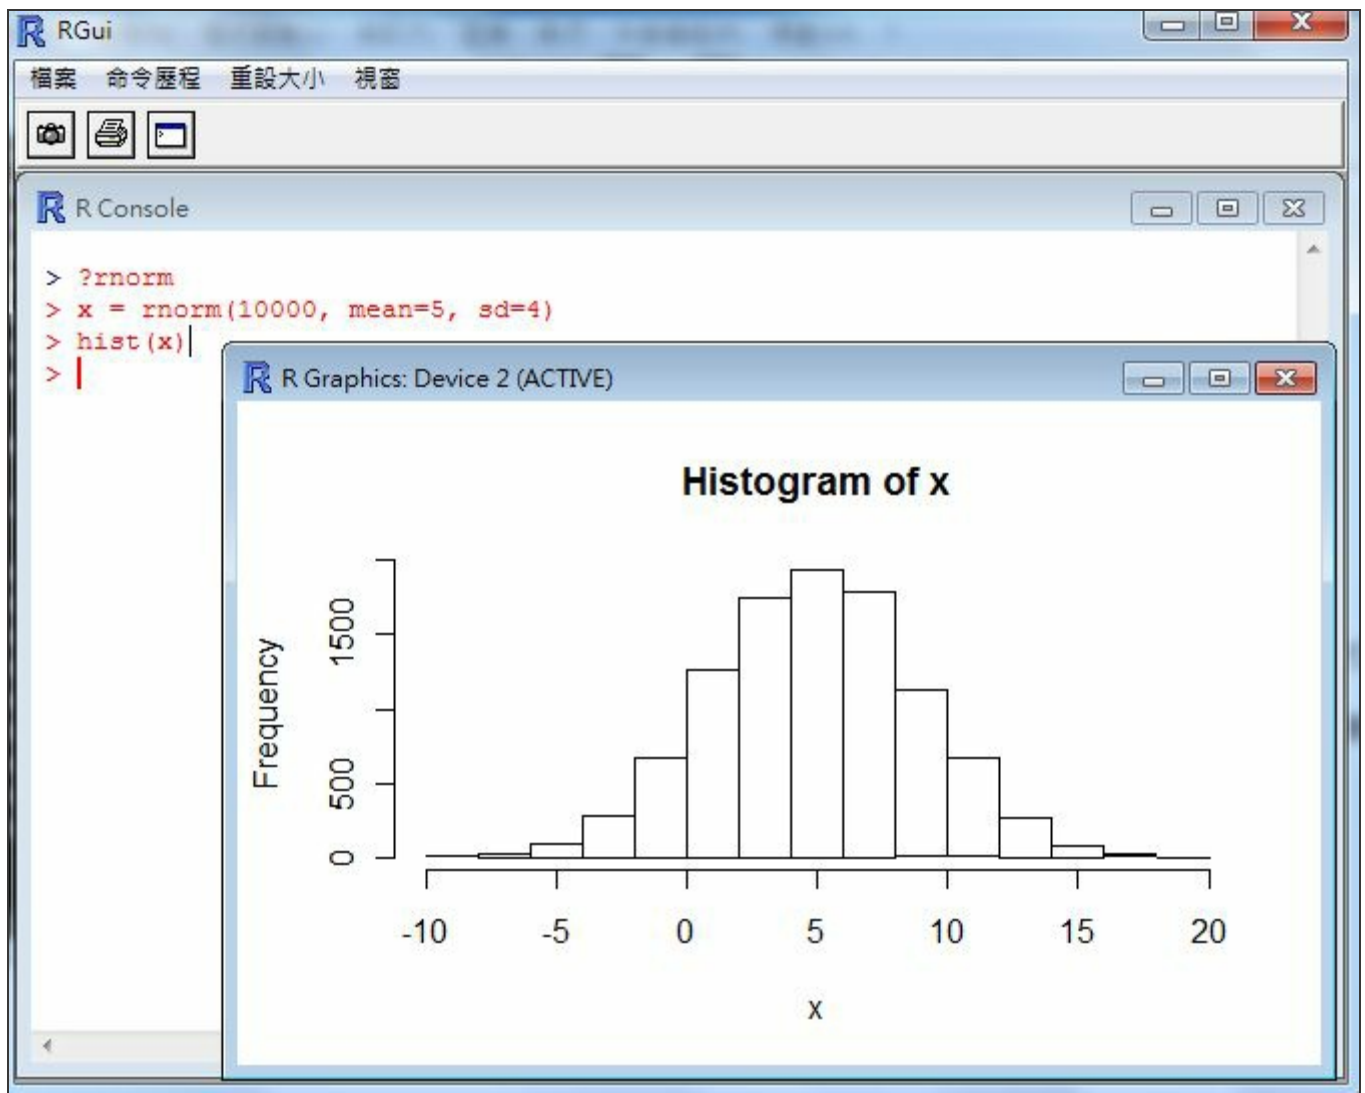 RGui
檔案 命令歷程 重設大小 視窗
R Console
> ?rnorm
> x = rnorm(10000, mean=5, sd=4)
> hist(x)
>
R Graphics: Device 2 (ACTIVE)
Histogram of x
Frequency
1500
500
0
-10 -5 0 5 10 15 20
x